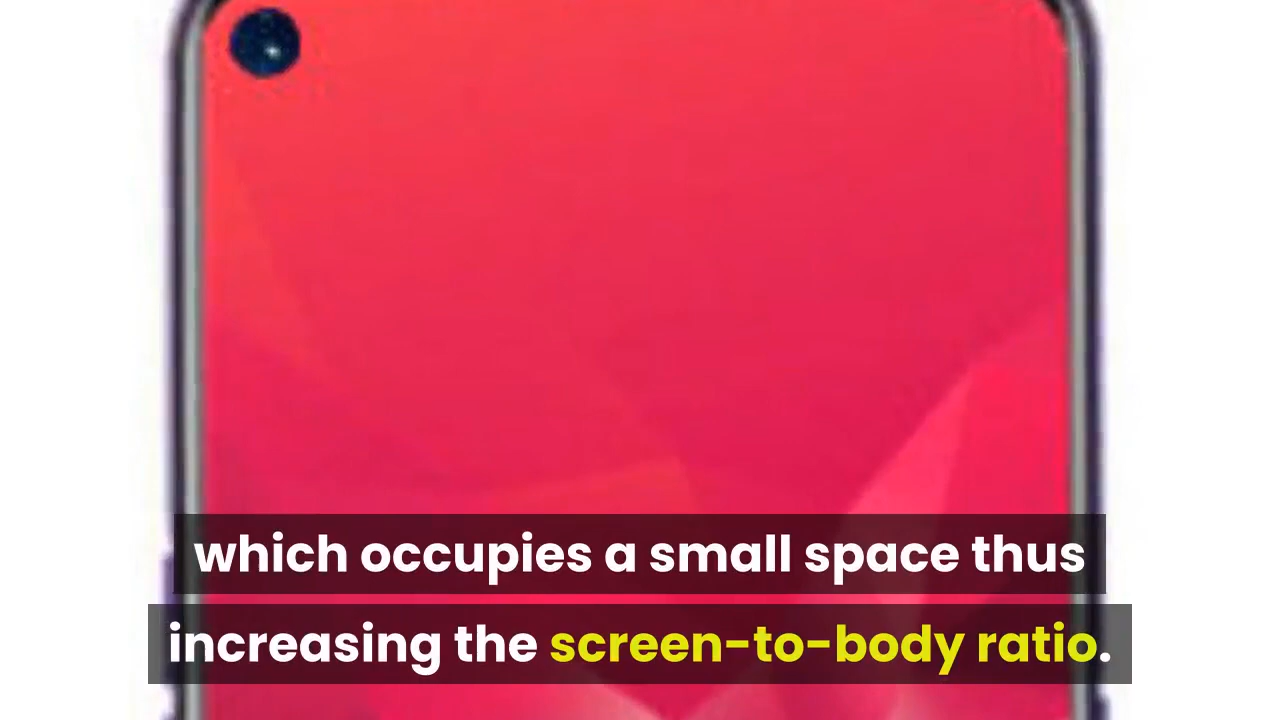 which occupies a small space thus
increasing the screen-to-body ratio.